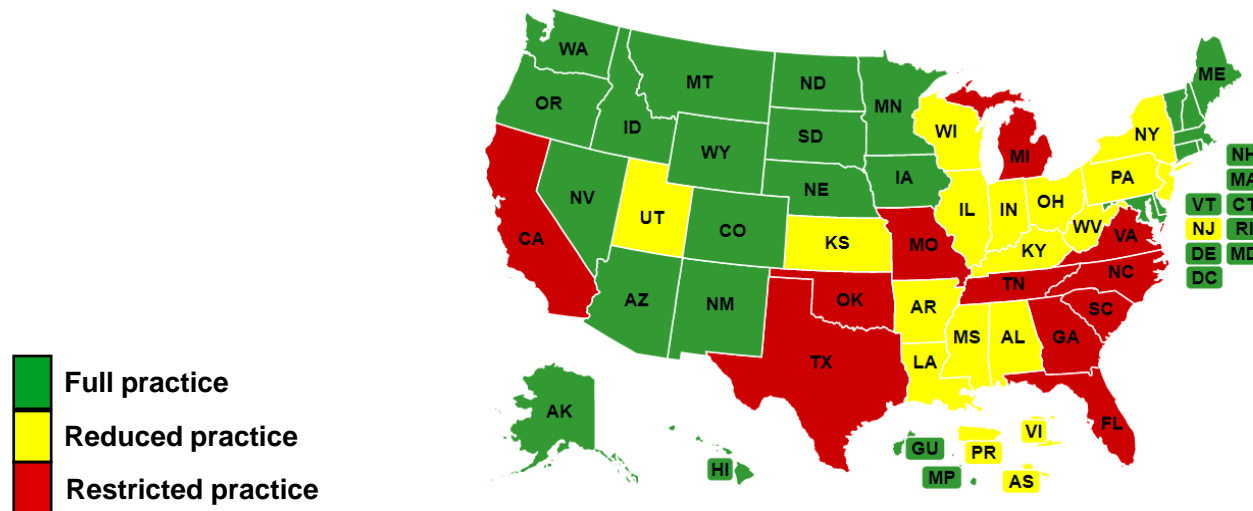 WA
MT
ND
MN
ME
OR
ID
SD
WI
NY
WY
MI
NH
NE
IA
PA
MA
NV
IL
IN
OH
VT
CT
UT
CO
KS
MO
WV
VA
NJ
RI
CA
KY
DE
MD
NC
DC
TN
AZ
NM
OK
AR
SC
MS
AL
GA
TX
LA
Full practice
AK
FL
VI
Reduced practice
GU
PR
HI
MP
AS
Restricted practice